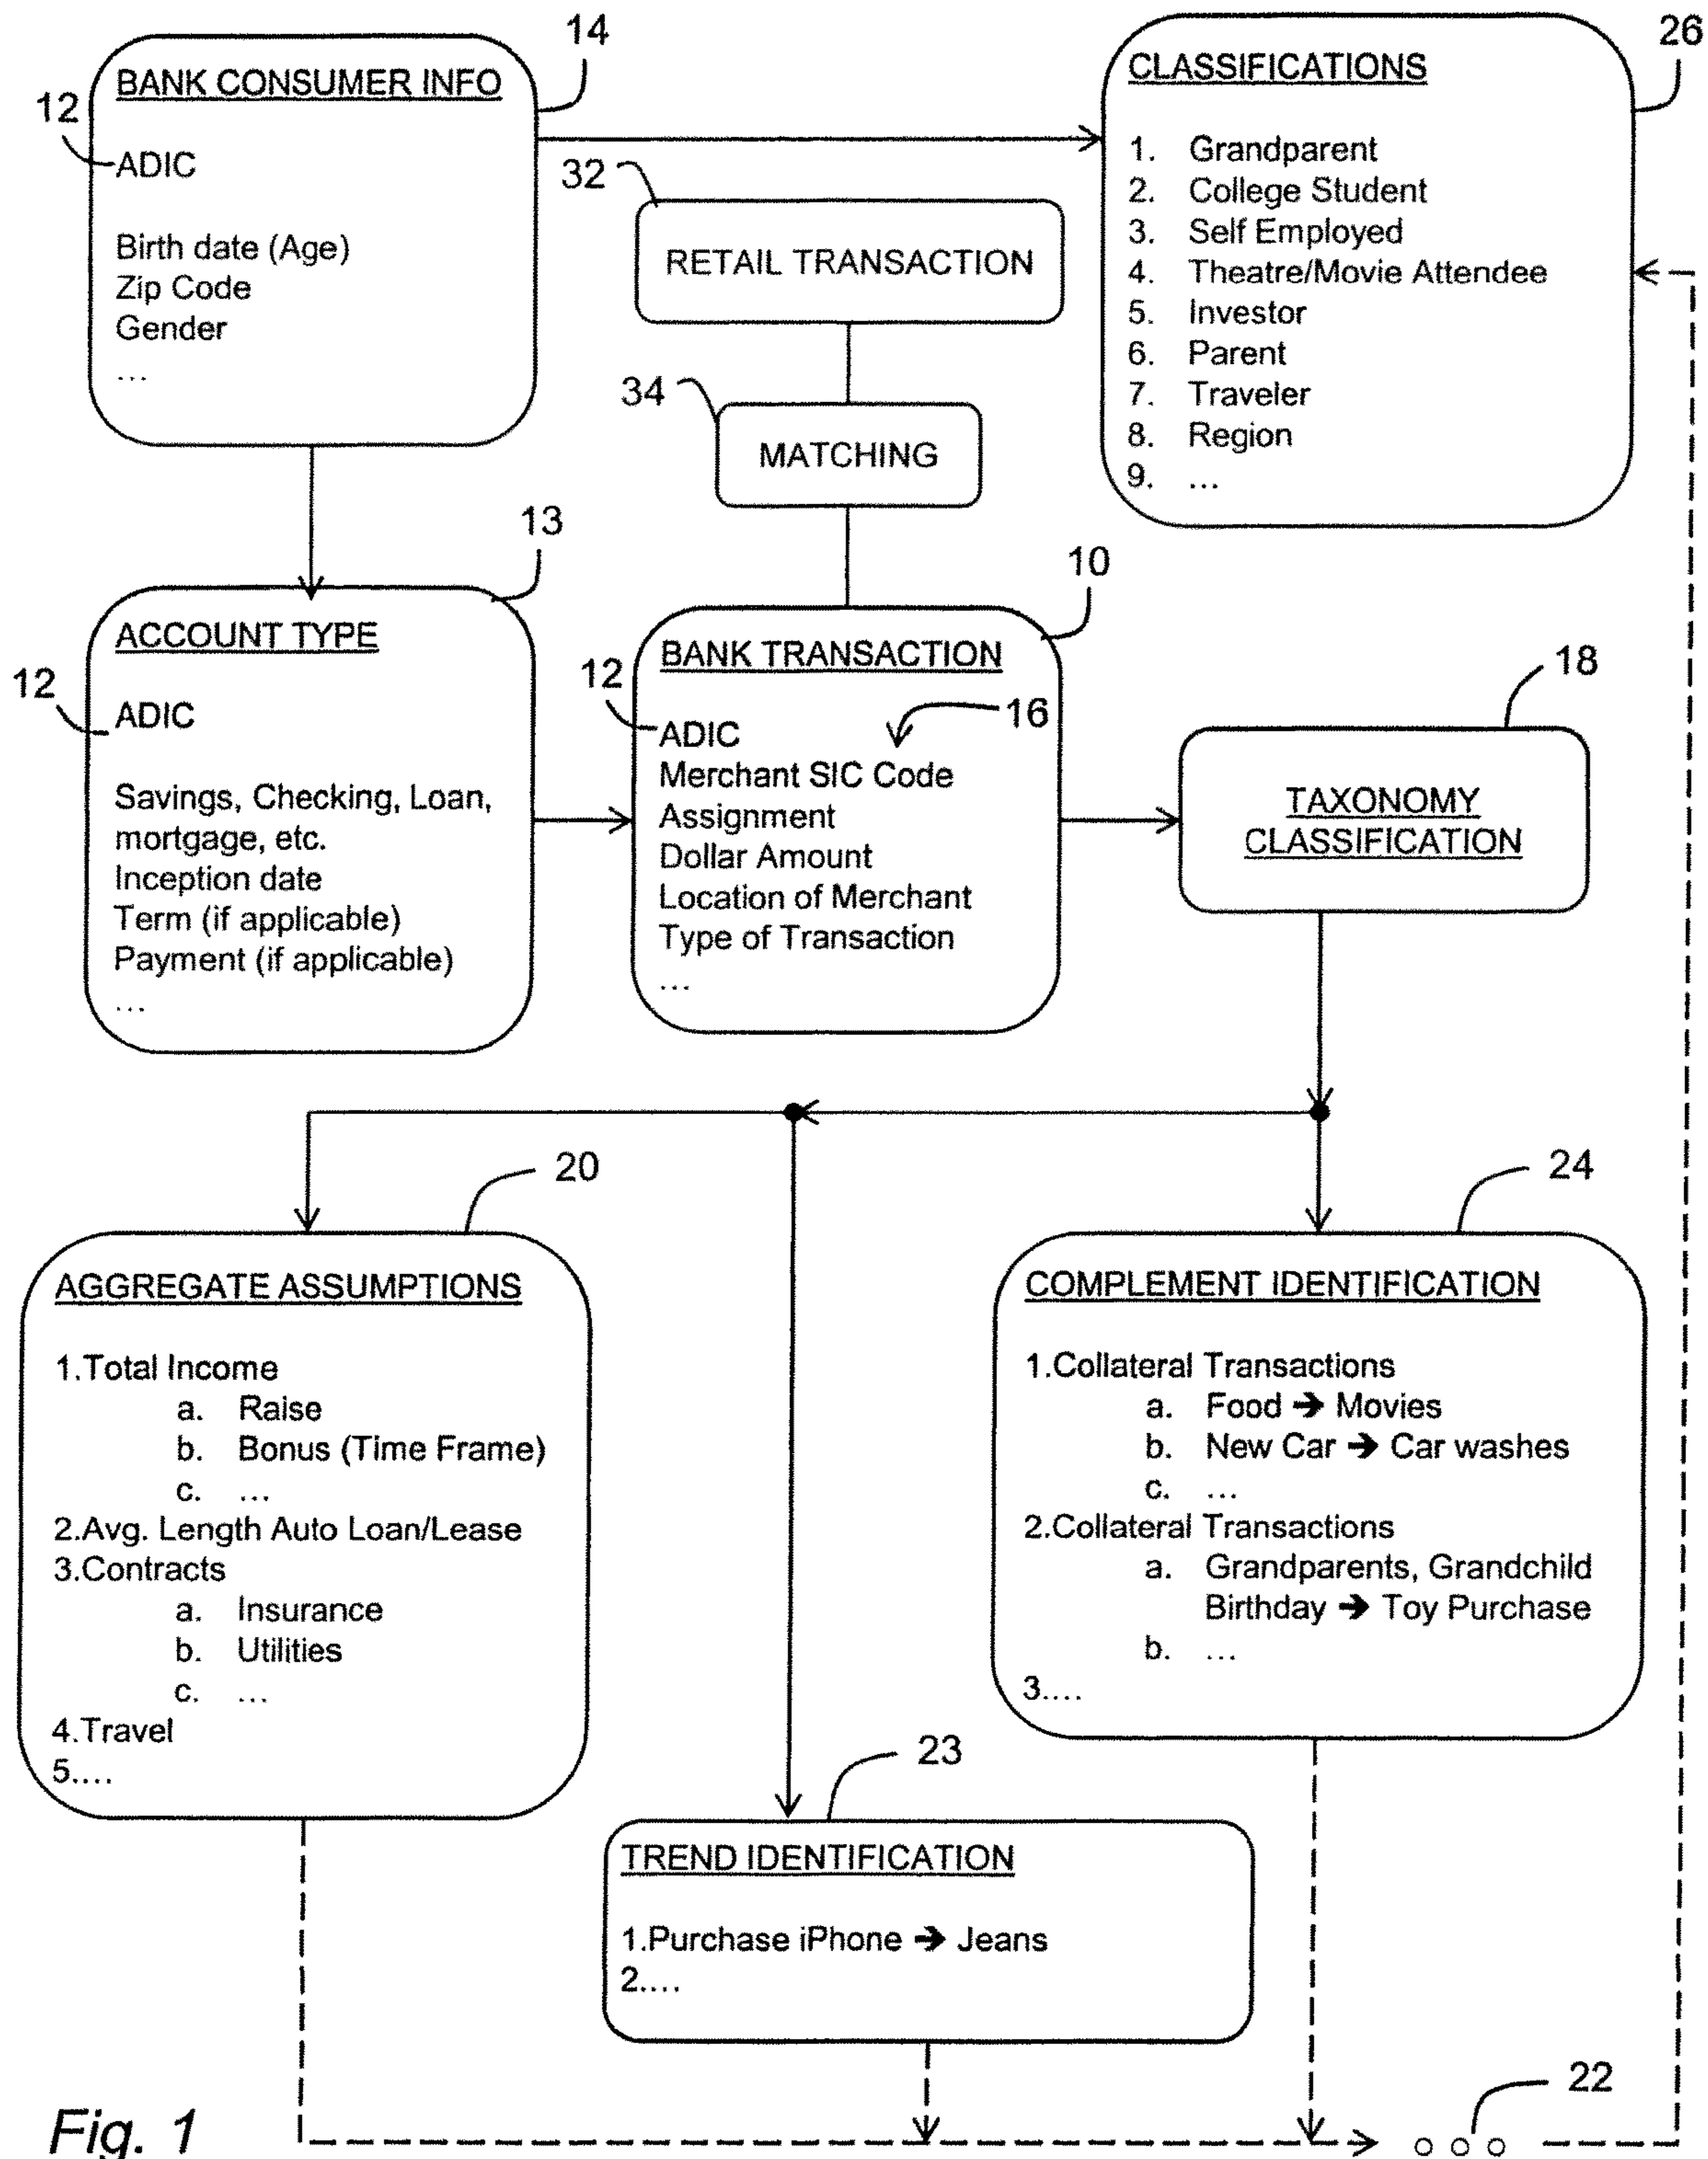 14
BANK CONSUMER INFO
12
ADIC
Birth date (Age)
Zip Code
Gender
...
26
CLASSIFICATIONS
1. Grandparent
2. College Student
3. Self Employed
4. Theatre/Movie Attendee
5. Investor
6. Parent
7. Traveler
8. Region
9. ...
32
RETAIL TRANSACTION
34
MATCHING
13
ACCOUNT TYPE
12
ADIC
Savings, Checking, Loan,
mortgage, etc.
Inception date
Term (if applicable)
Payment (if applicable)
...
10
BANK TRANSACTION
12
16
ADIC
Merchant SIC Code
Assignment
Dollar Amount
Location of Merchant
Type of Transaction
...
18
TAXONOMY
CLASSIFICATION
20
AGGREGATE ASSUMPTIONS
1.Total Income
a. Raise
b. Bonus (Time Frame)
c. ...
2.Avg. Length Auto Loan/Lease
3.Contracts
a. Insurance
b. Utilities
c. ...
4.Travel
5....
24
COMPLEMENT IDENTIFICATION
1.Collateral Transactions
a. Food ➔ Movies
b. New Car ➔ Car washes
c. ...
2.Collateral Transactions
a. Grandparents, Grandchild
Birthday ➔ Toy Purchase
b. ...
3....
23
TREND IDENTIFICATION
1.Purchase iPhone ➔ Jeans
2....
22
Fig. 1